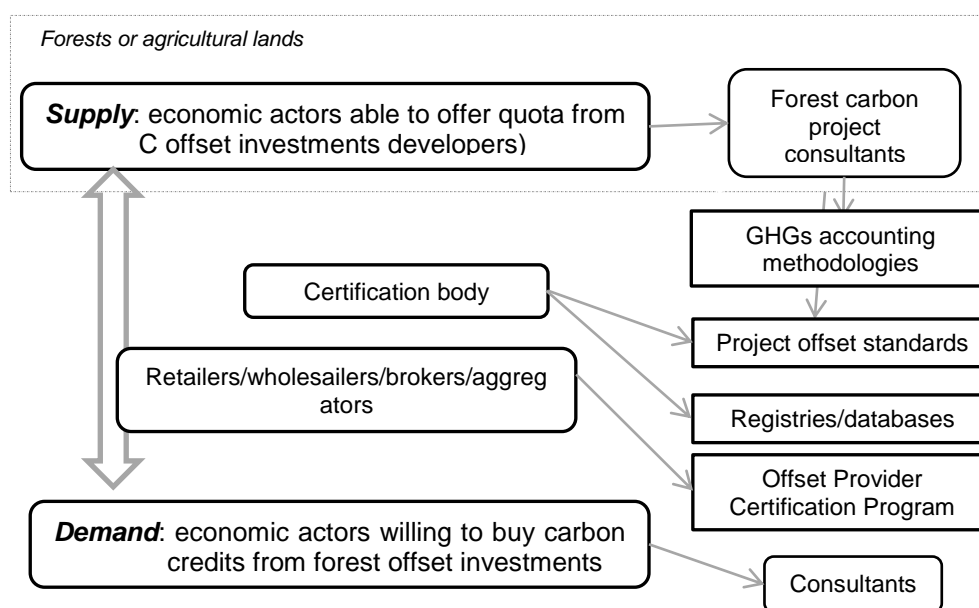 Forests or agricultural lands
Supply: economic actors able to offer quota from
C offset investments developers)
Forest carbon
project
consultants
GHGs accounting
methodologies
Certification body
Project offset standards
Retailers/wholesailers/brokers/aggreg
ators
Registries/databases
Offset Provider
Certification Program
Demand: economic actors willing to buy carbon
credits from forest offset investments
Consultants